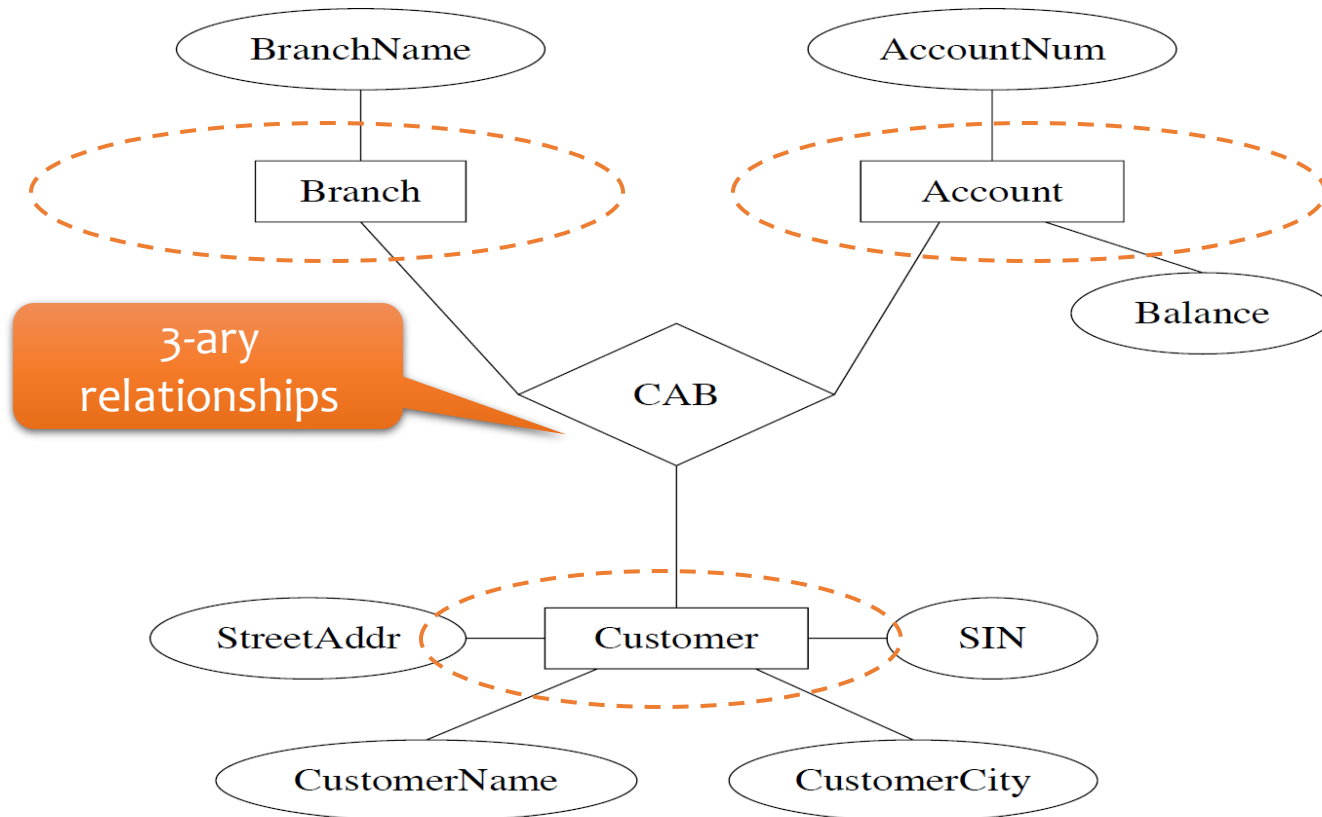 BranchName
AccountNum
Branch
Account
Balance
3-ary
relationships
CAB
StreetAddr
Customer
SIN
CustomerName
CustomerCity